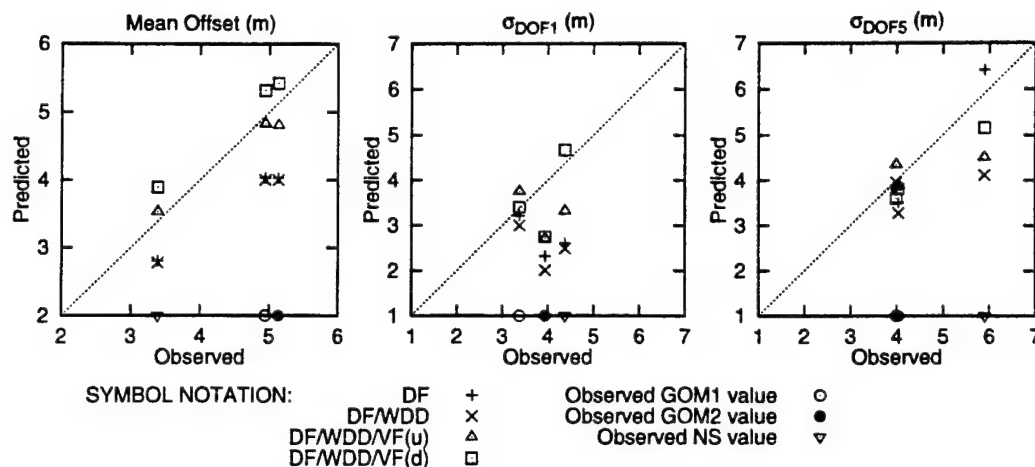 Mean Offset (m)
σDOF1 (m)
σDOF5 (m)
6
5
4
3
2
Predicted
2 3 4 5 6
Observed
7
6
5
4
3
2
1
Predicted
1 2 3 4 5 6 7
Observed
7
6
5
4
3
2
1
Predicted
1 2 3 4 5 6 7
Observed
SYMBOL NOTATION:
DF +
DF/WDD ×
DF/WDD/VF(u) △
DF/WDD/VF(d) □
Observed GOM1 value ○
Observed GOM2 value ●
Observed NS value ▽